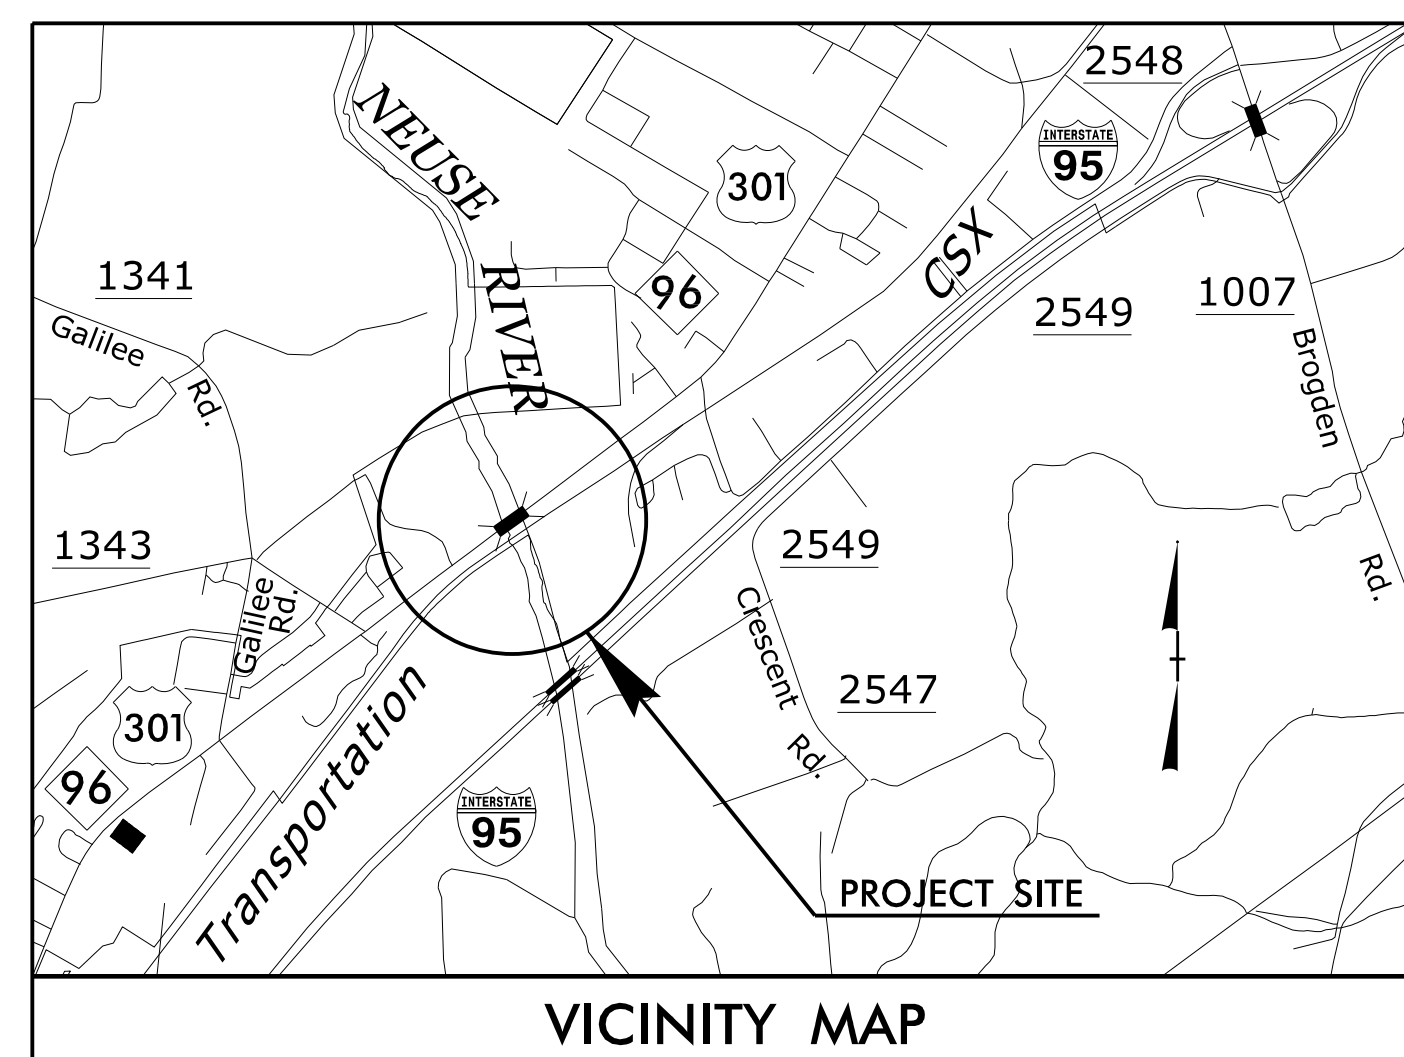 2548
NEUSE
INTERSTATE
95
301
CSX
RIVER
96
1341
2549
1007
Galilee
Rd.
Brogden
Rd.
1343
2549
Galilee
Rd.
Crescent
Rd.
2547
Transportation
301
96
INTERSTATE
95
PROJECT SITE
VICINITY MAP